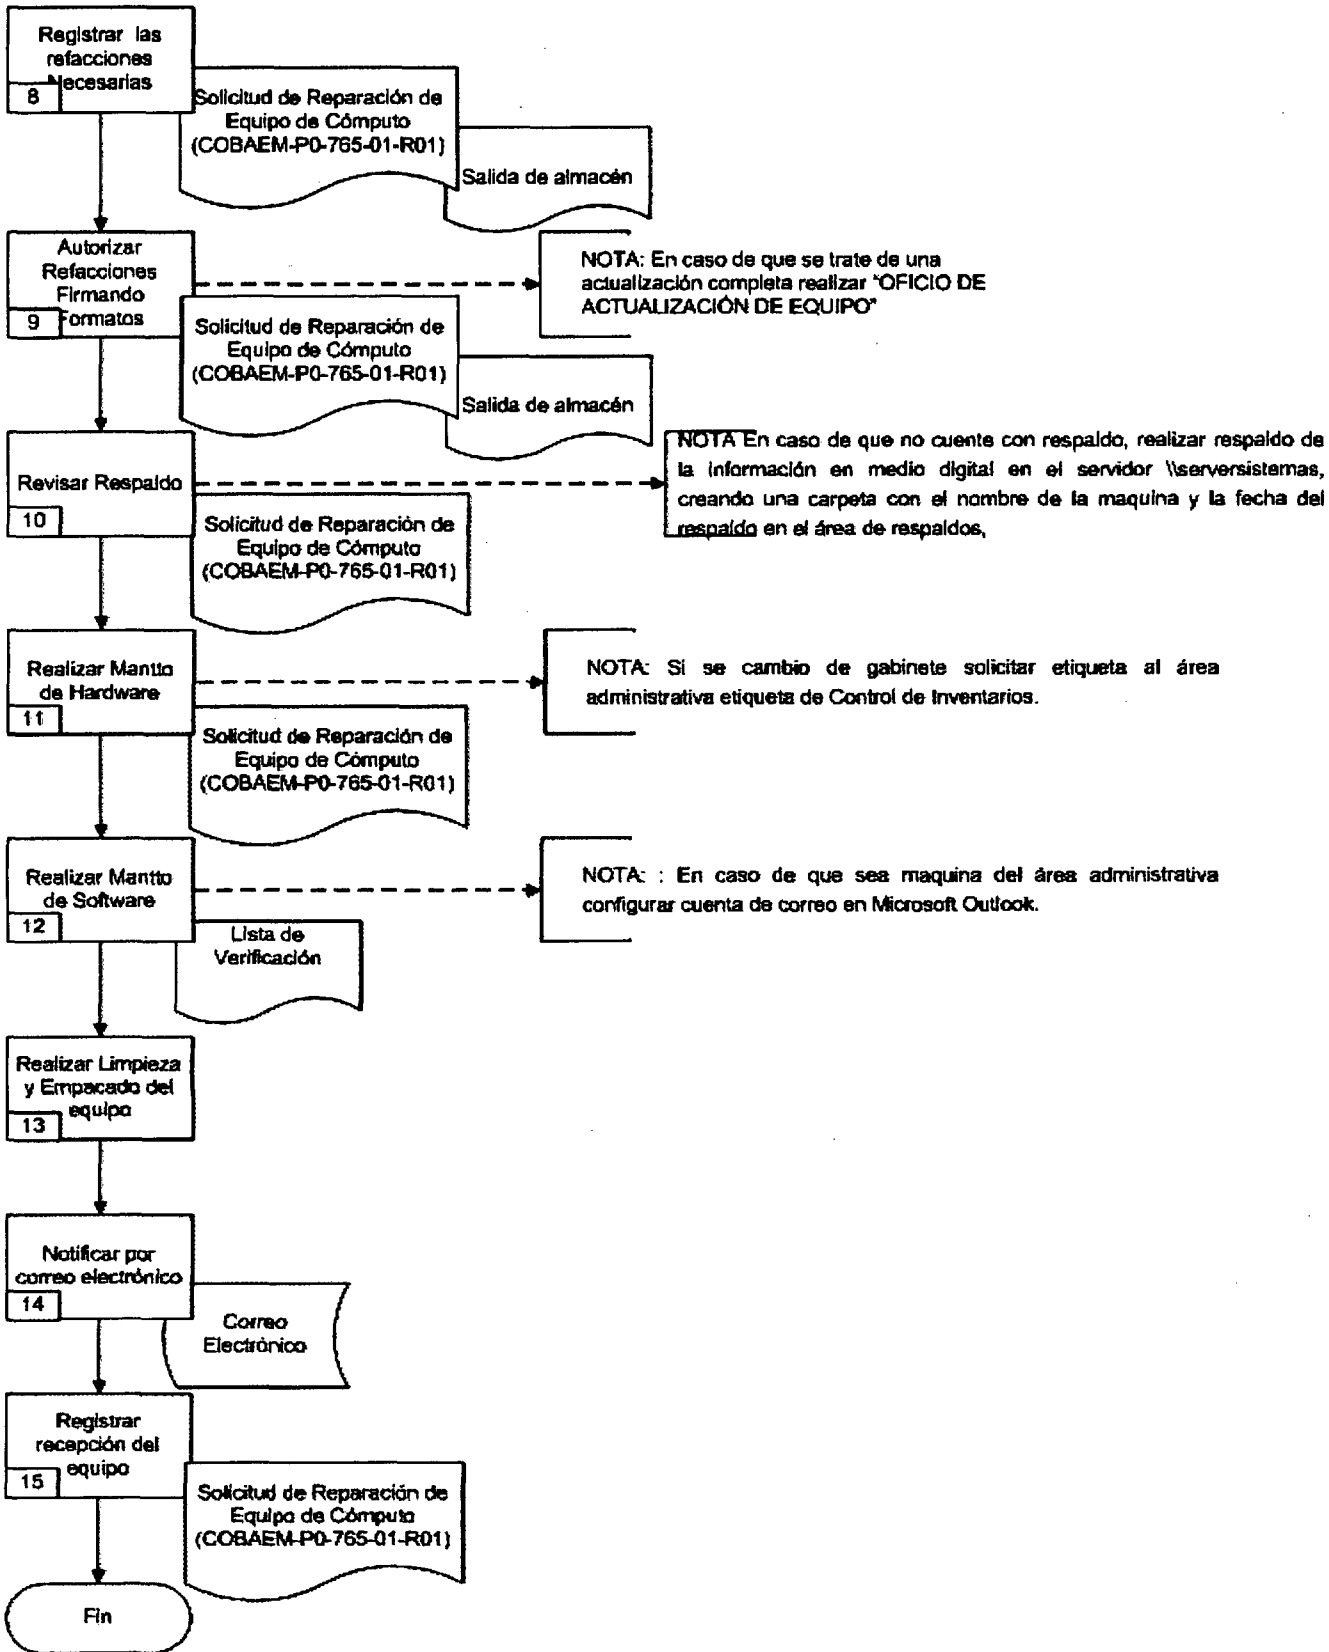 Registrar las
refacciones
Necesarias
8
Solicitud de Reparación de
Equipo de Cómputo
(COBAEM-P0-765-01-R01)
Salida de almacén
Autorizar
Refacciones
Firmando
Formatos
9
NOTA: En caso de que se trate de una
actualización completa realizar "OFICIO DE
ACTUALIZACIÓN DE EQUIPO"
Solicitud de Reparación de
Equipo de Cómputo
(COBAEM-P0-765-01-R01)
Salida de almacén
Revisar Respaldo
10
NOTA En caso de que no cuente con respaldo, realizar respaldo de
la información en medio digital en el servidor \\serversistemas,
creando una carpeta con el nombre de la maquina y la fecha del
respaldo en el área de respaldos,
Solicitud de Reparación de
Equipo de Cómputo
(COBAEM-P0-765-01-R01)
Realizar Mantto
de Hardware
11
NOTA: Si se cambio de gabinete solicitar etiqueta al área
administrativa etiqueta de Control de Inventarios.
Solicitud de Reparación de
Equipo de Cómputo
(COBAEM-P0-765-01-R01)
Realizar Mantto
de Software
12
NOTA: : En caso de que sea maquina del área administrativa
configurar cuenta de correo en Microsoft Outlook.
Lista de
Verificación
Realizar Limpieza
y Empacado del
equipo
13
Notificar por
correo electrónico
14
Correo
Electrónico
Registrar
recepción del
equipo
15
Solicitud de Reparación de
Equipo de Cómputo
(COBAEM-P0-765-01-R01)
Fin